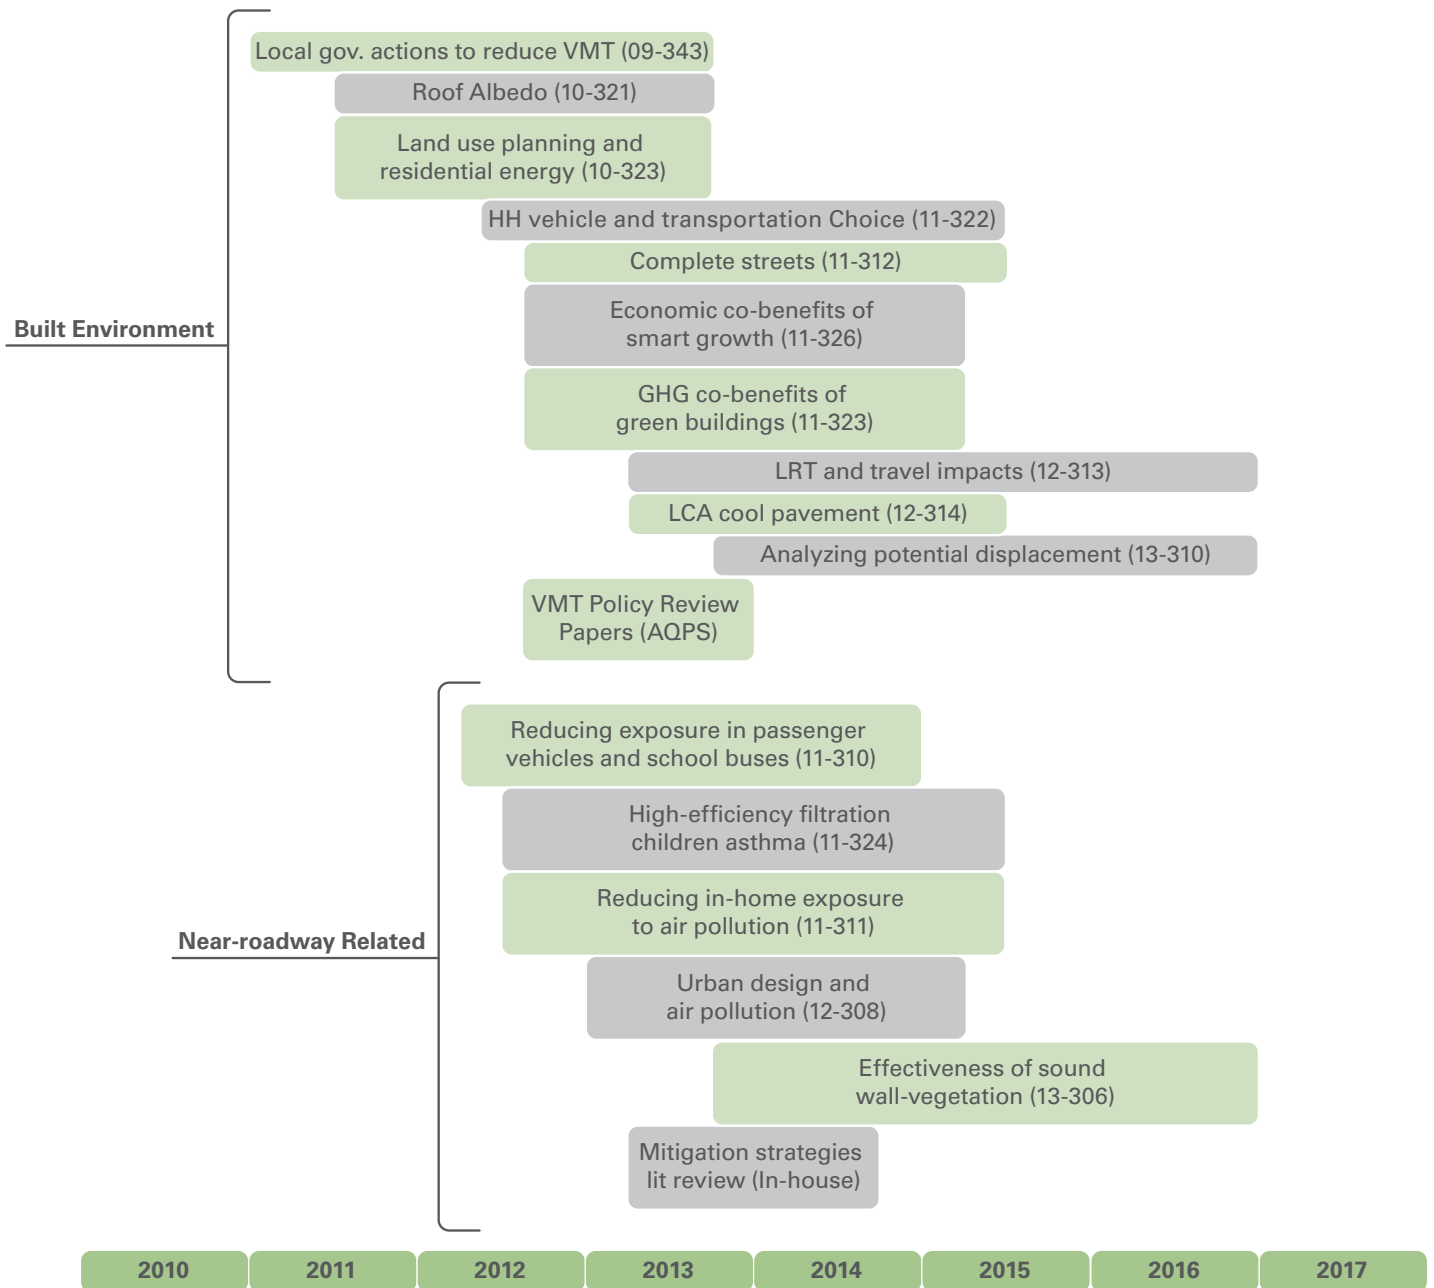 Local gov. actions to reduce VMT (09-343)
Roof Albedo (10-321)
Land use planning and
residential energy (10-323)
HH vehicle and transportation Choice (11-322)
Complete streets (11-312)
Economic co-benefits of
smart growth (11-326)
Built Environment
GHG co-benefits of
green buildings (11-323)
LRT and travel impacts (12-313)
LCA cool pavement (12-314)
Analyzing potential displacement (13-310)
VMT Policy Review
Papers (AQPS)
Reducing exposure in passenger
vehicles and school buses (11-310)
High-efficiency filtration
children asthma (11-324)
Reducing in-home exposure
to air pollution (11-311)
Near-roadway Related
Urban design and
air pollution (12-308)
Effectiveness of sound
wall-vegetation (13-306)
Mitigation strategies
lit review (In-house)
2010 2011 2012 2013 2014 2015 2016 2017